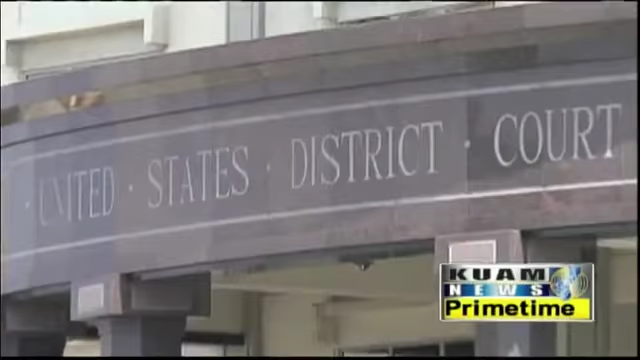 · UNITED · STATES · DISTRICT · COURT
KUAM
NEWS
Primetime